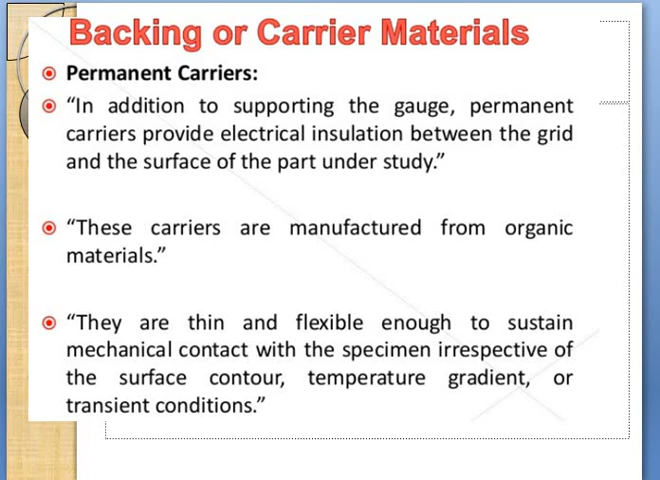 Backing or Carrier Materials
Permanent Carriers:
“In addition to supporting the gauge, permanent
carriers provide electrical insulation between the grid
and the surface of the part under study.”
“These carriers are manufactured from organic
materials.”
“They are thin and flexible enough to sustain
mechanical contact with the specimen irrespective of
the surface contour, temperature gradient, or
transient conditions.”